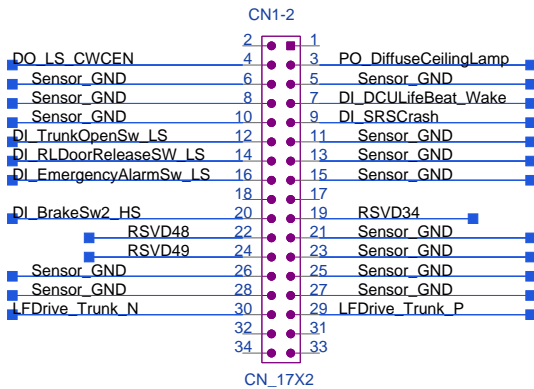 CN1-2
2 1
DO_LS_CWCEN 4 3 PO_DiffuseCeilingLamp
Sensor_GND 6 5 Sensor_GND
Sensor_GND 8 7 DI_DCULifeBeat_Wake
Sensor_GND 10 9 DI_SRSCrash
DI_TrunkOpenSw_LS 12 11 Sensor_GND
DI_RLDoorReleaseSW_LS 14 13 Sensor_GND
DI_EmergencyAlarmSw_LS 16 15 Sensor_GND
18 17
DI_BrakeSw2_HS 20 19 RSVD34
RSVD48 22 21 Sensor_GND
RSVD49 24 23 Sensor_GND
Sensor_GND 26 25 Sensor_GND
Sensor_GND 28 27 Sensor_GND
LFDrive_Trunk_N 30 29 LFDrive_Trunk_P
32 31
34 33
CN_17X2